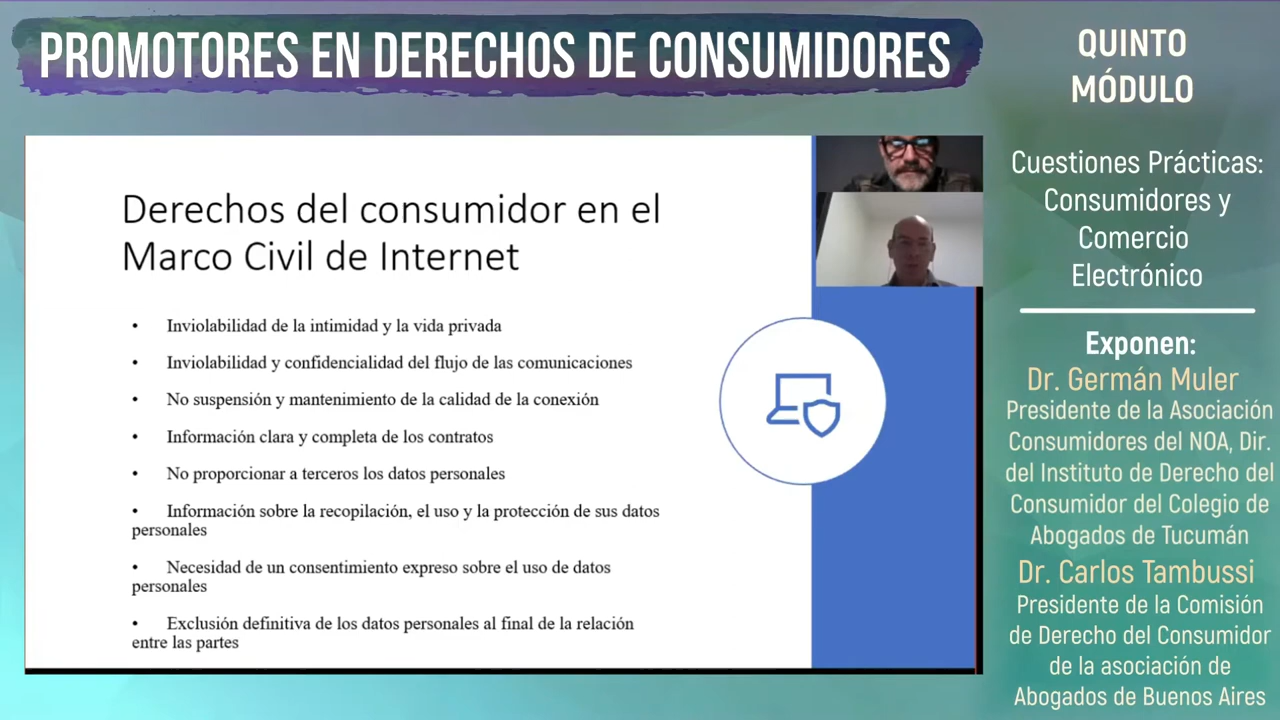 PROMOTORES EN DERECHOS DE CONSUMIDORES
Derechos del consumidor en el
Marco Civil de Internet
• Inviolabilidad de la intimidad y la vida privada
• Inviolabilidad y confidencialidad del flujo de las comunicaciones
• No suspensión y mantenimiento de la calidad de la conexión
• Información clara y completa de los contratos
• No proporcionar a terceros los datos personales
• Información sobre la recopilación, el uso y la protección de sus datos
personales
• Necesidad de un consentimiento expreso sobre el uso de datos
personales
• Exclusión definitiva de los datos personales al final de la relación
entre las partes
QUINTO
MÓDULO
Cuestiones Prácticas:
Consumidores y
Comercio
Electrónico
Exponen:
Dr. Germán Muler
Presidente de la Asociación
Consumidores del NOA, Dir.
del Instituto de Derecho del
Consumidor del Colegio de
Abogados de Tucumán
Dr. Carlos Tambussi
Presidente de la Comisión
de Derecho del Consumidor
de la asociación de
Abogados de Buenos Aires